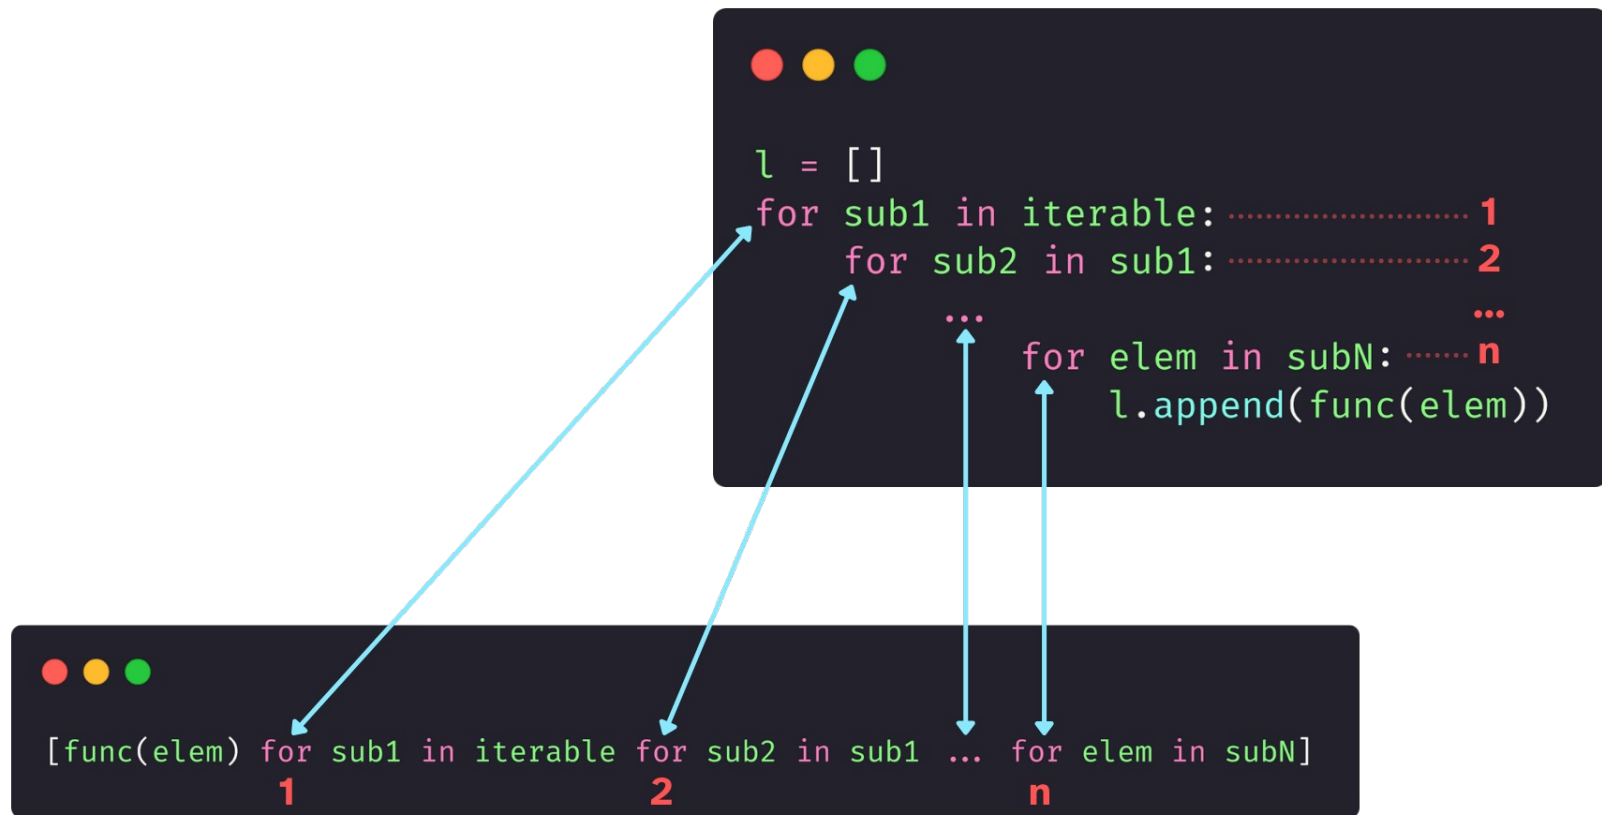 l = []
for sub1 in iterable: 1
for sub2 in sub1: 2
... ...
for elem in subN: n
l.append(func(elem))
[func(elem) for sub1 in iterable for sub2 in sub1 ... for elem in subN]
1 2 n